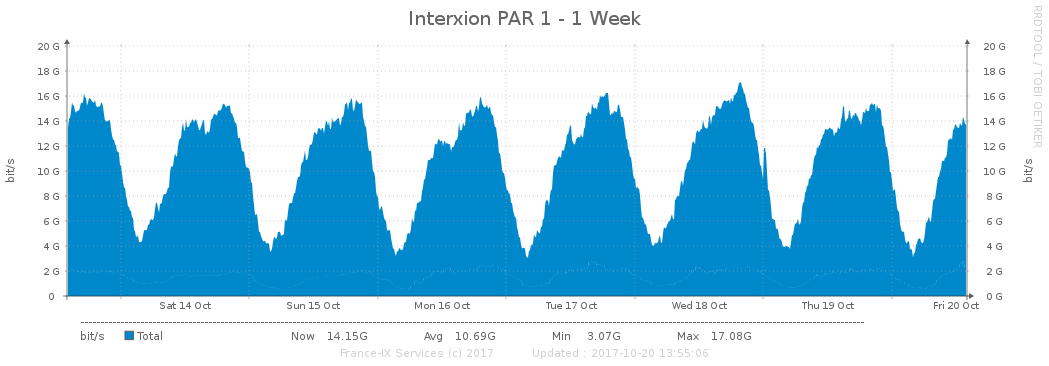 Interxion PAR 1 - 1 Week
RRDTOOL / TOBI OETIKER
20 G 20 G
18 G 18 G
16 G 16 G
14 G 14 G
12 G 12 G
10 G 10 G
8 G 8 G
6 G 6 G
4 G 4 G
2 G 2 G
0 0 G
bit/s
bit/s
Sat 14 Oct Sun 15 Oct Mon 16 Oct Tue 17 Oct Wed 18 Oct Thu 19 Oct Fri 20 Oct
bit/s Total Now 14.15G Avg 10.69G Min 3.07G Max 17.08G
France-IX Services (c) 2017 Updated : 2017-10-20 13:55:06